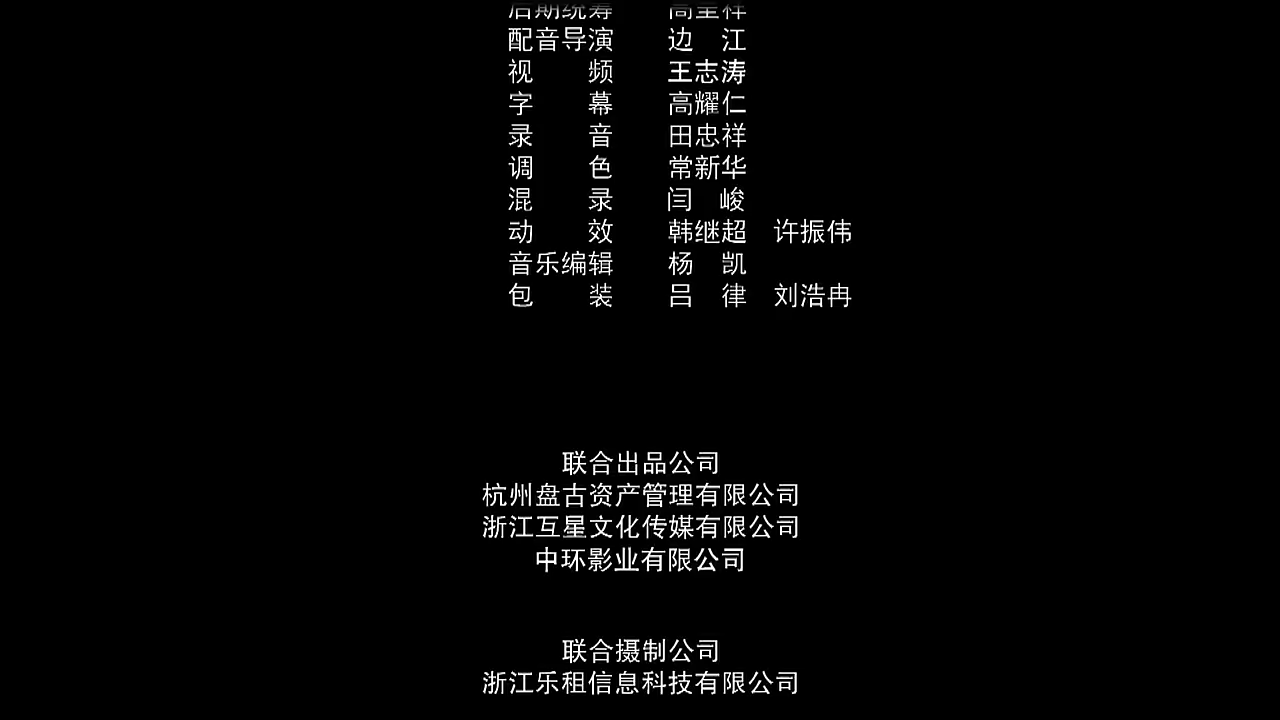 后期统筹
配音导演 边 江
视 频 王志涛
字 幕 高耀仁
录 音 田忠祥
调 色 常新华
混 录 闫 峻
动 效 韩继超 许振伟
音乐编辑 杨 凯
包 装 吕 律 刘浩冉
联合出品公司
杭州盘古资产管理有限公司
浙江互星文化传媒有限公司
中环影业有限公司
联合摄制公司
浙江乐租信息科技有限公司